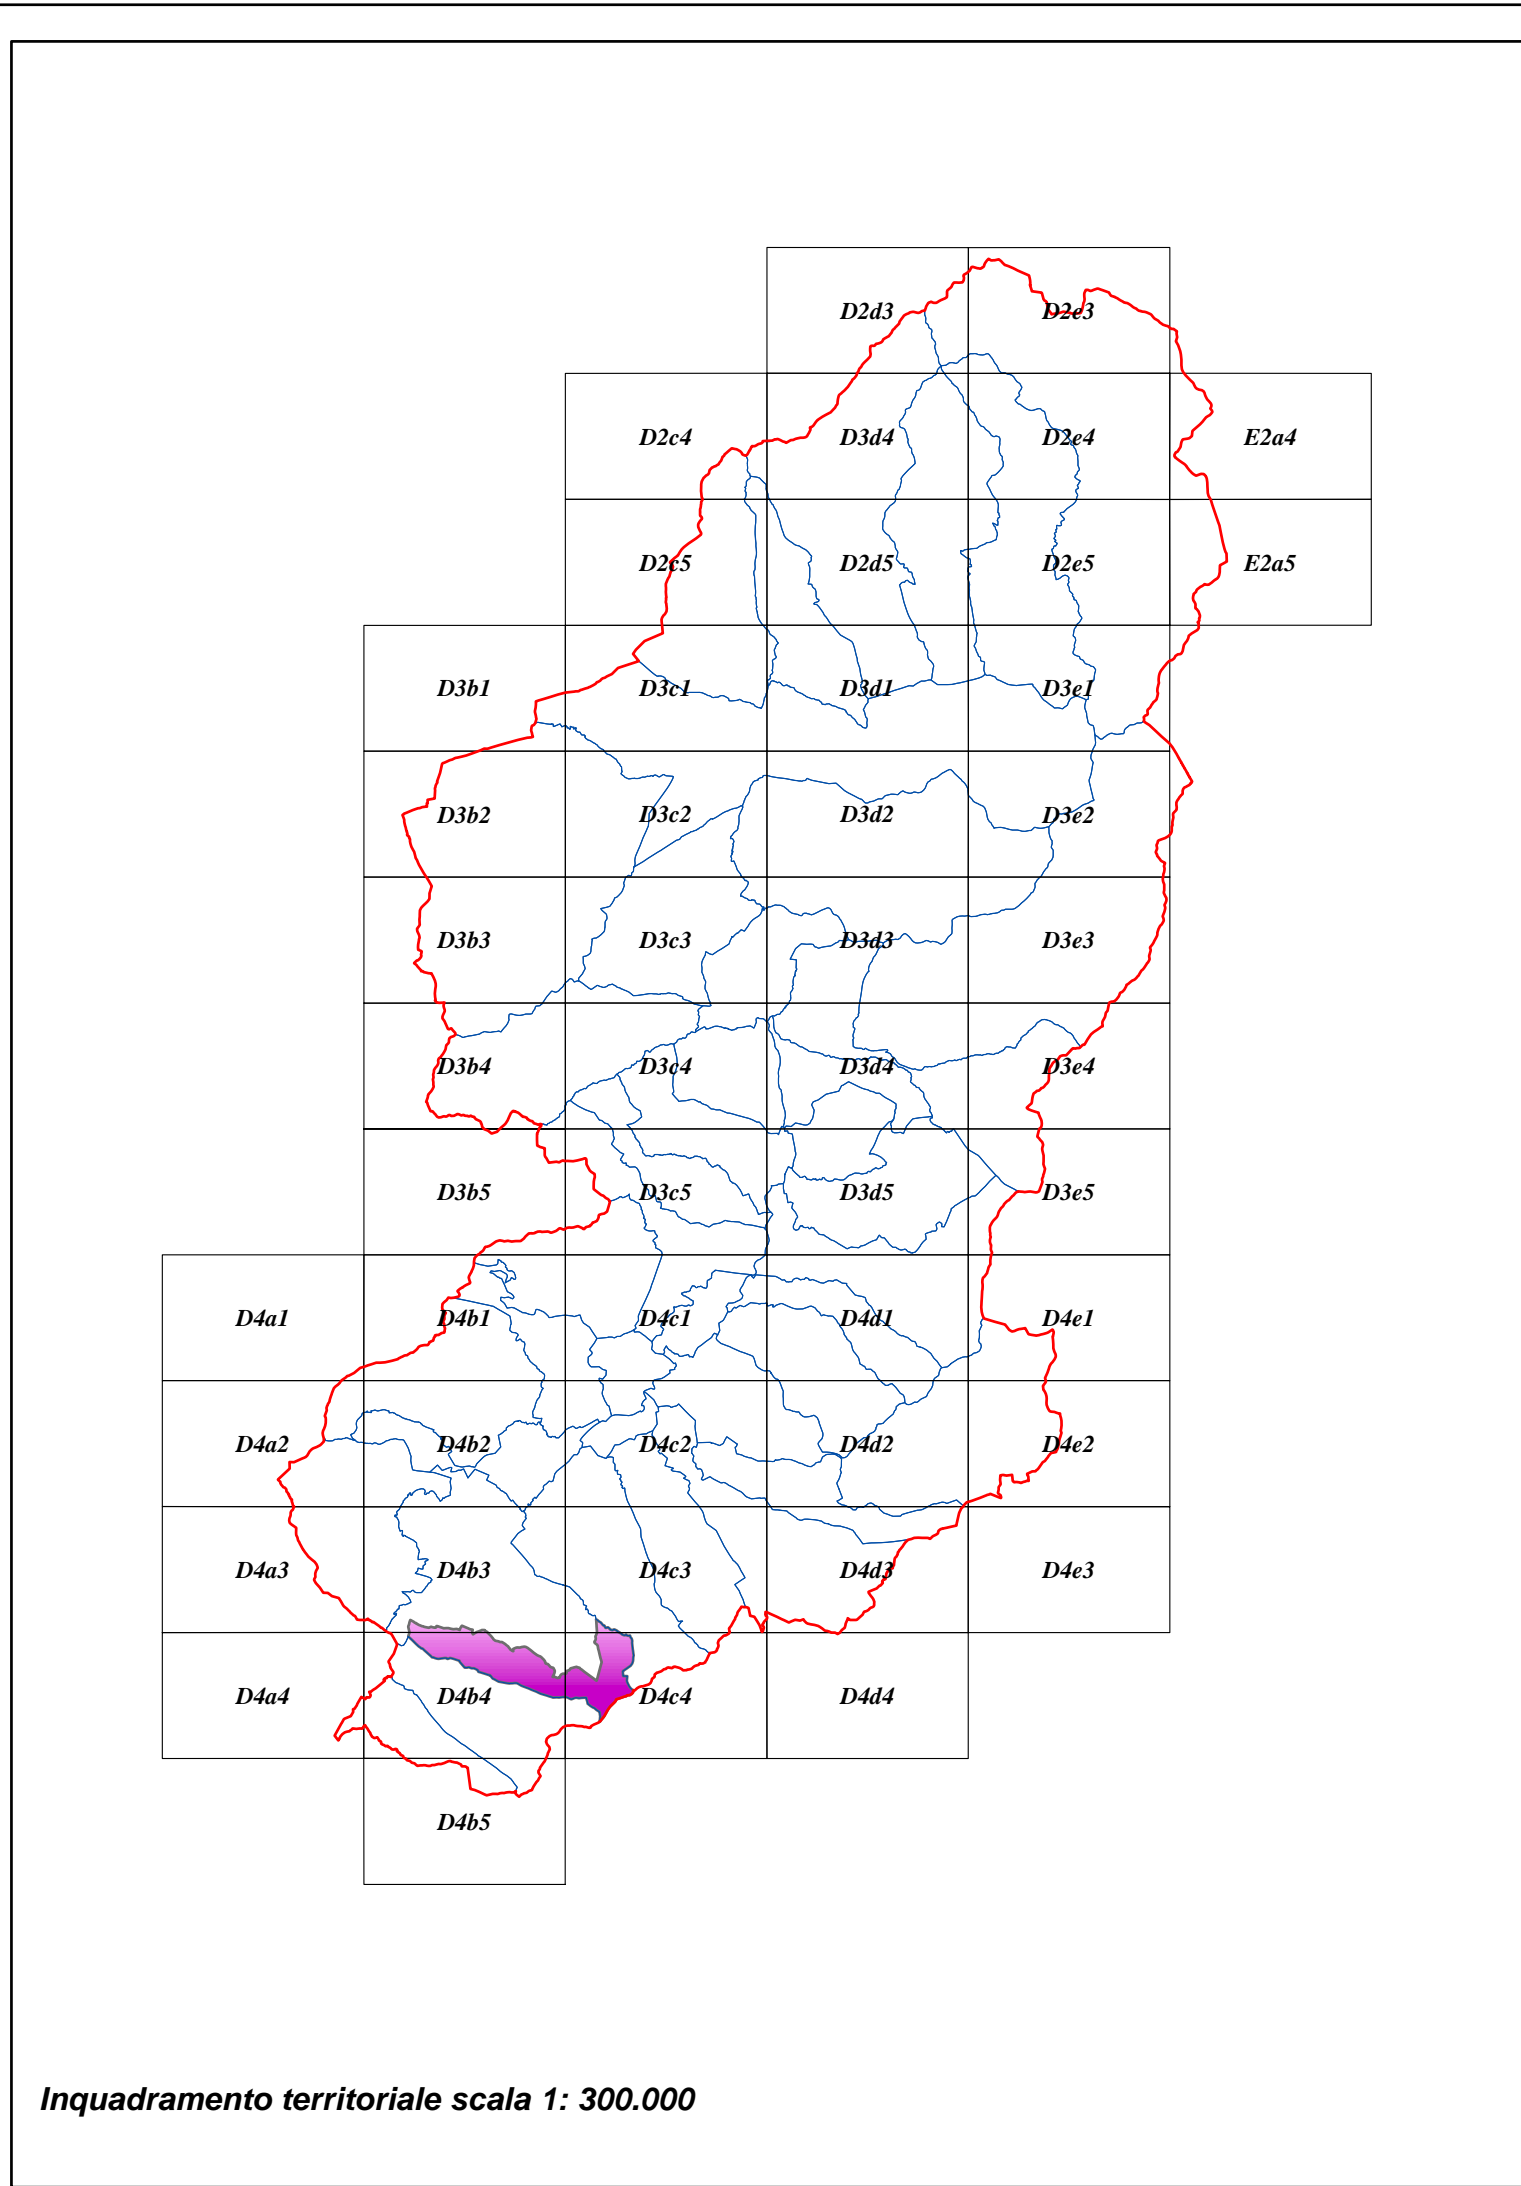 D2d3 D2e3
D2c4 D3d4 D2e4 E2a4
D2c5 D2d5 D2e5 E2a5
D3b1 D3c1 D3d1 D3e1
D3b2 D3c2 D3d2 D3e2
D3b3 D3c3 D3d3 D3e3
D3b4 D3c4 D3d4 D3e4
D3b5 D3c5 D3d5 D3e5
D4a1 D4b1 D4c1 D4d1 D4e1
D4a2 D4b2 D4c2 D4d2 D4e2
D4a3 D4b3 D4c3 D4d3 D4e3
D4a4 D4b4 D4c4 D4d4
D4b5
Inquadramento territoriale scala 1: 300.000